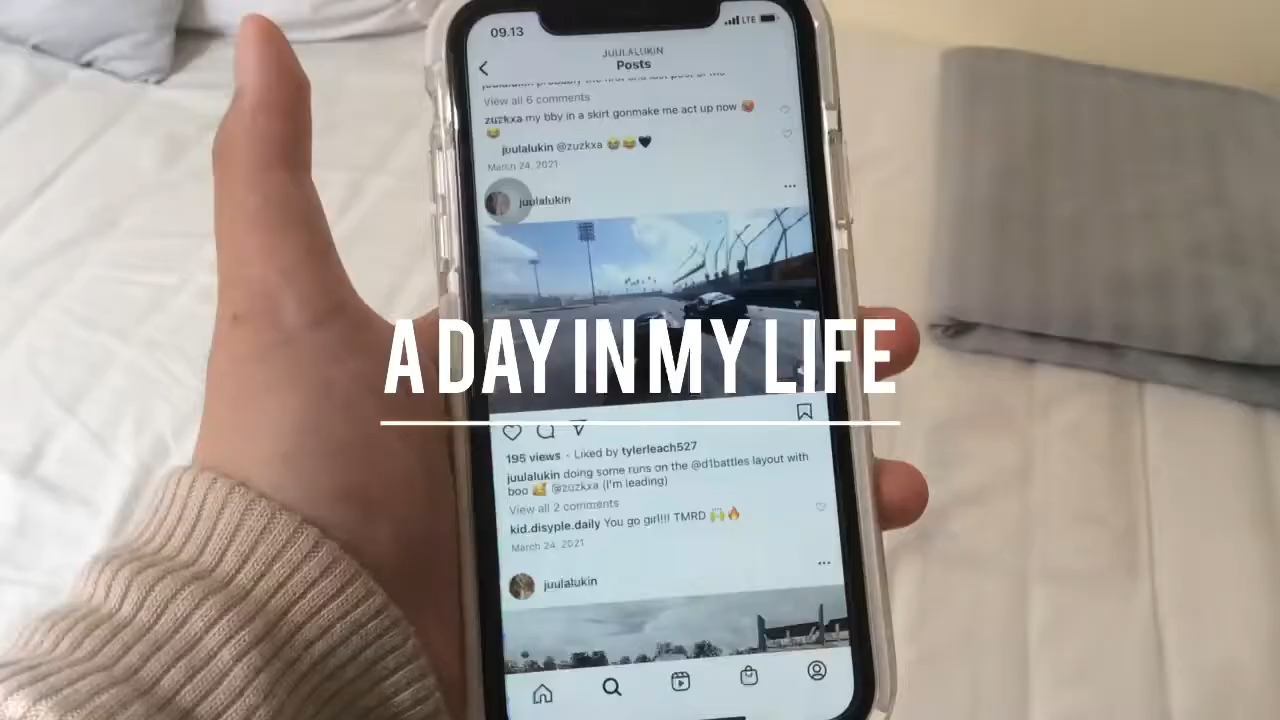 09.13
LTE
JUULALUKIN
Posts
View all 6 comments
zuzkxa my bby in a skirt gonmake me act up now 🥵
😂
juulalukin @zuzkxa 😭😂🖤
March 24, 2021
juulalukin
A DAY IN MY LIFE
195 views · Liked by tylerleach527
juulalukin doing some runs on the @d1battles layout with
boo 🥰 @zuzkxa (I'm leading)
View all 2 comments
kid.disyple.daily You go girl!!! TMRD 🙌🔥
March 24, 2021
juulalukin